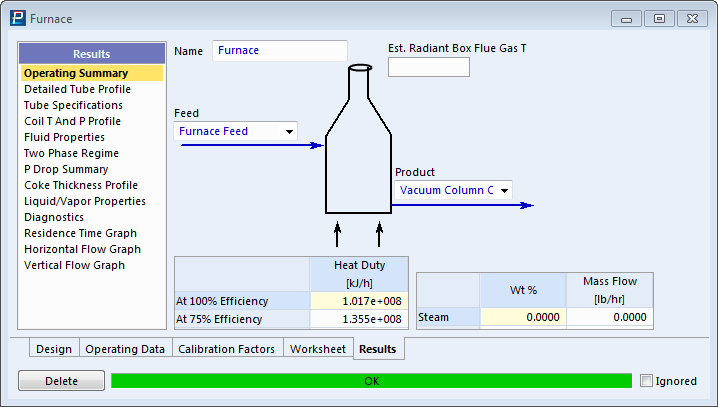 Furnace
Results
Operating Summary
Detailed Tube Profile
Tube Specifications
Coil T And P Profile
Fluid Properties
Two Phase Regime
P Drop Summary
Coke Thickness Profile
Liquid/Vapor Properties
Diagnostics
Residence Time Graph
Horizontal Flow Graph
Vertical Flow Graph
Name Furnace
Est. Radiant Box Flue Gas T
Feed
Furnace Feed
Product
Vacuum Column C
Heat Duty
[kJ/h]
At 100% Efficiency 1.017e+008
At 75% Efficiency 1.355e+008
Wt % Mass Flow
[lb/hr]
Steam 0.0000 0.0000
Design Operating Data Calibration Factors Worksheet Results
Delete OK Ignored